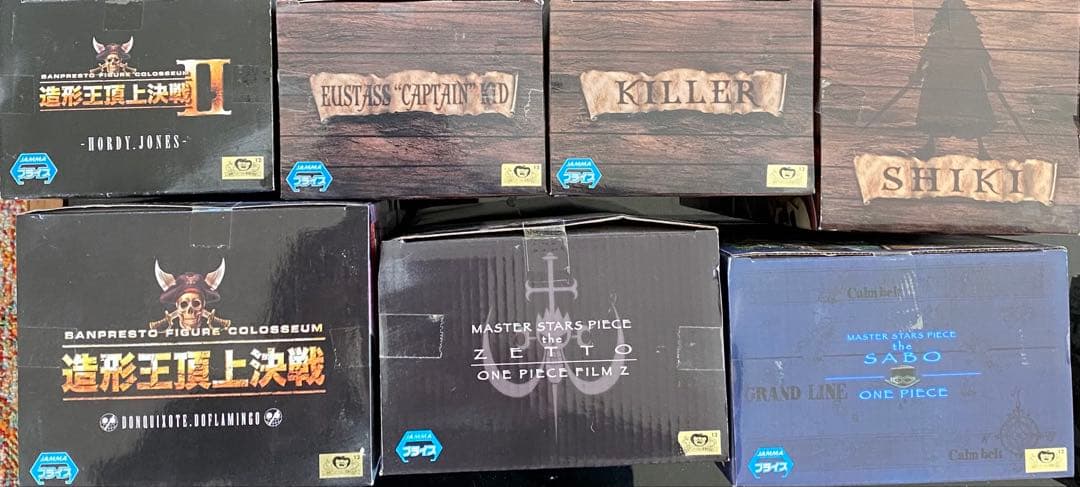 BANPRESTO FIGURE COLOSSEUM
造形王頂上決戦 II
-HORDY.JONES-
JAMMA
プライズ
EUSTASS "CAPTAIN" KID
JAMMA
プライズ
KILLER
JAMMA
プライズ
SHIKI
BANPRESTO FIGURE COLOSSEUM
造形王頂上決戦
DONQUIXOTE.DOFLAMINGO
JAMMA
プライズ
MASTER STARS PIECE
the
ZETTO
ONE PIECE FILM Z
JAMMA
プライズ
Calm belt
MASTER STARS PIECE
the
SABO
GRAND LINE
ONE PIECE
Calm belt
JAMMA
プライズ